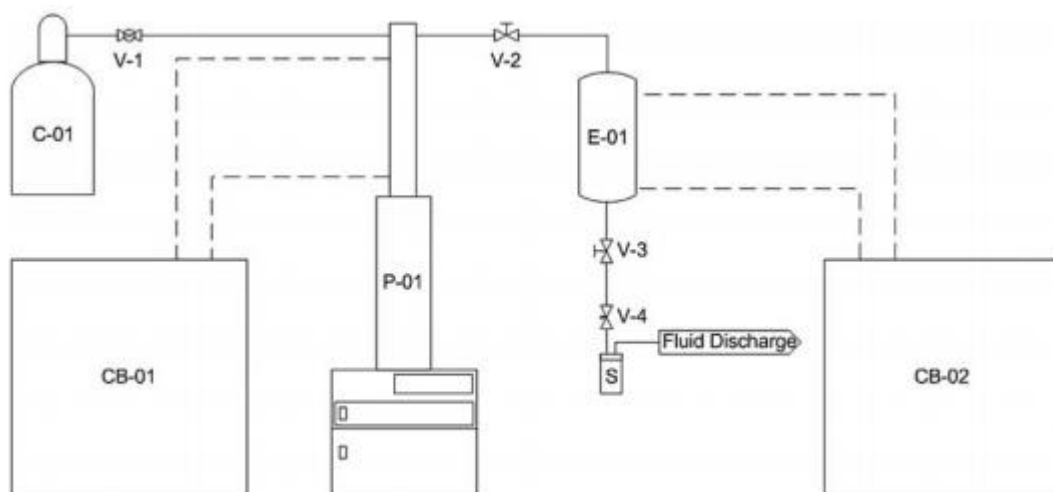 V-1
V-2
C-01
E-01
V-3
P-01
V-4
Fluid Discharge
CB-01
S
CB-02